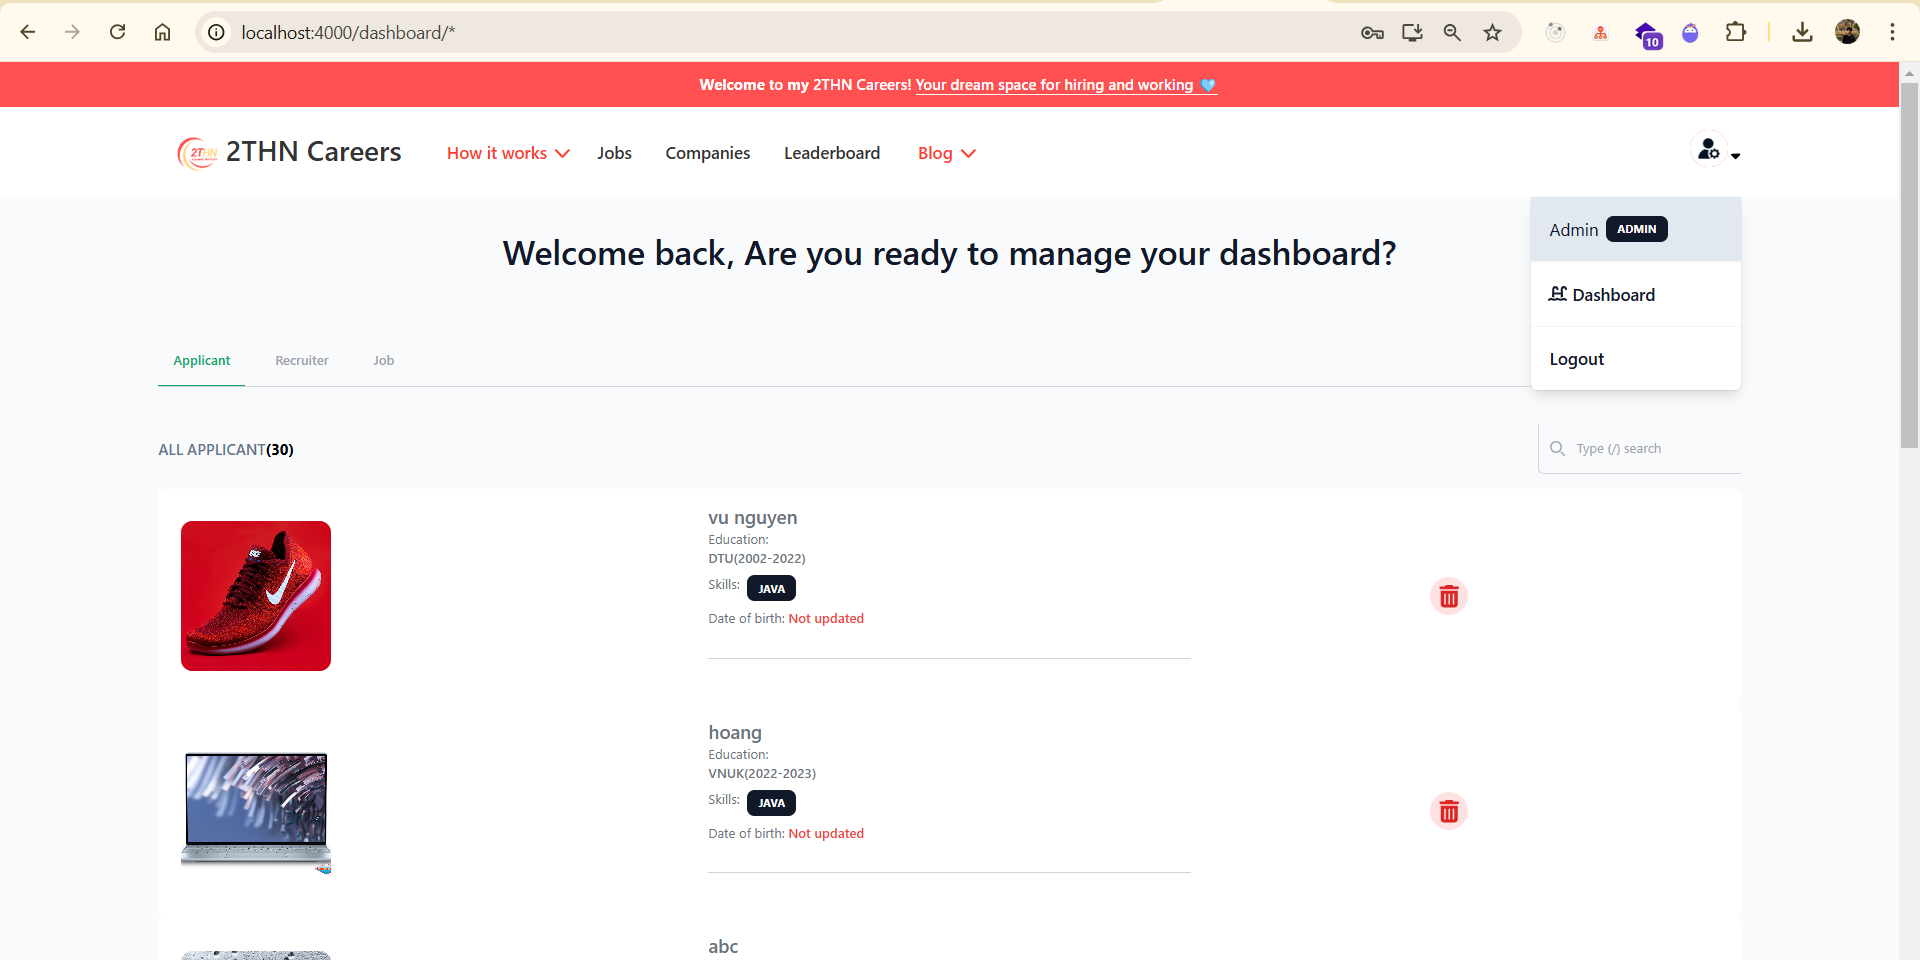 localhost:4000/dashboard/*
10
Welcome to my 2THN Careers! Your dream space for hiring and working
2THN
2THN Careers
How it works
Jobs
Companies
Leaderboard
Blog
Welcome back, Are you ready to manage your dashboard?
Admin ADMIN
Dashboard
Logout
Applicant
Recruiter
Job
ALL APPLICANT(30)
Type (/) search
vu nguyen
Education:
DTU(2002-2022)
Skills: JAVA
Date of birth: Not updated
hoang
Education:
VNUK(2022-2023)
Skills: JAVA
Date of birth: Not updated
abc